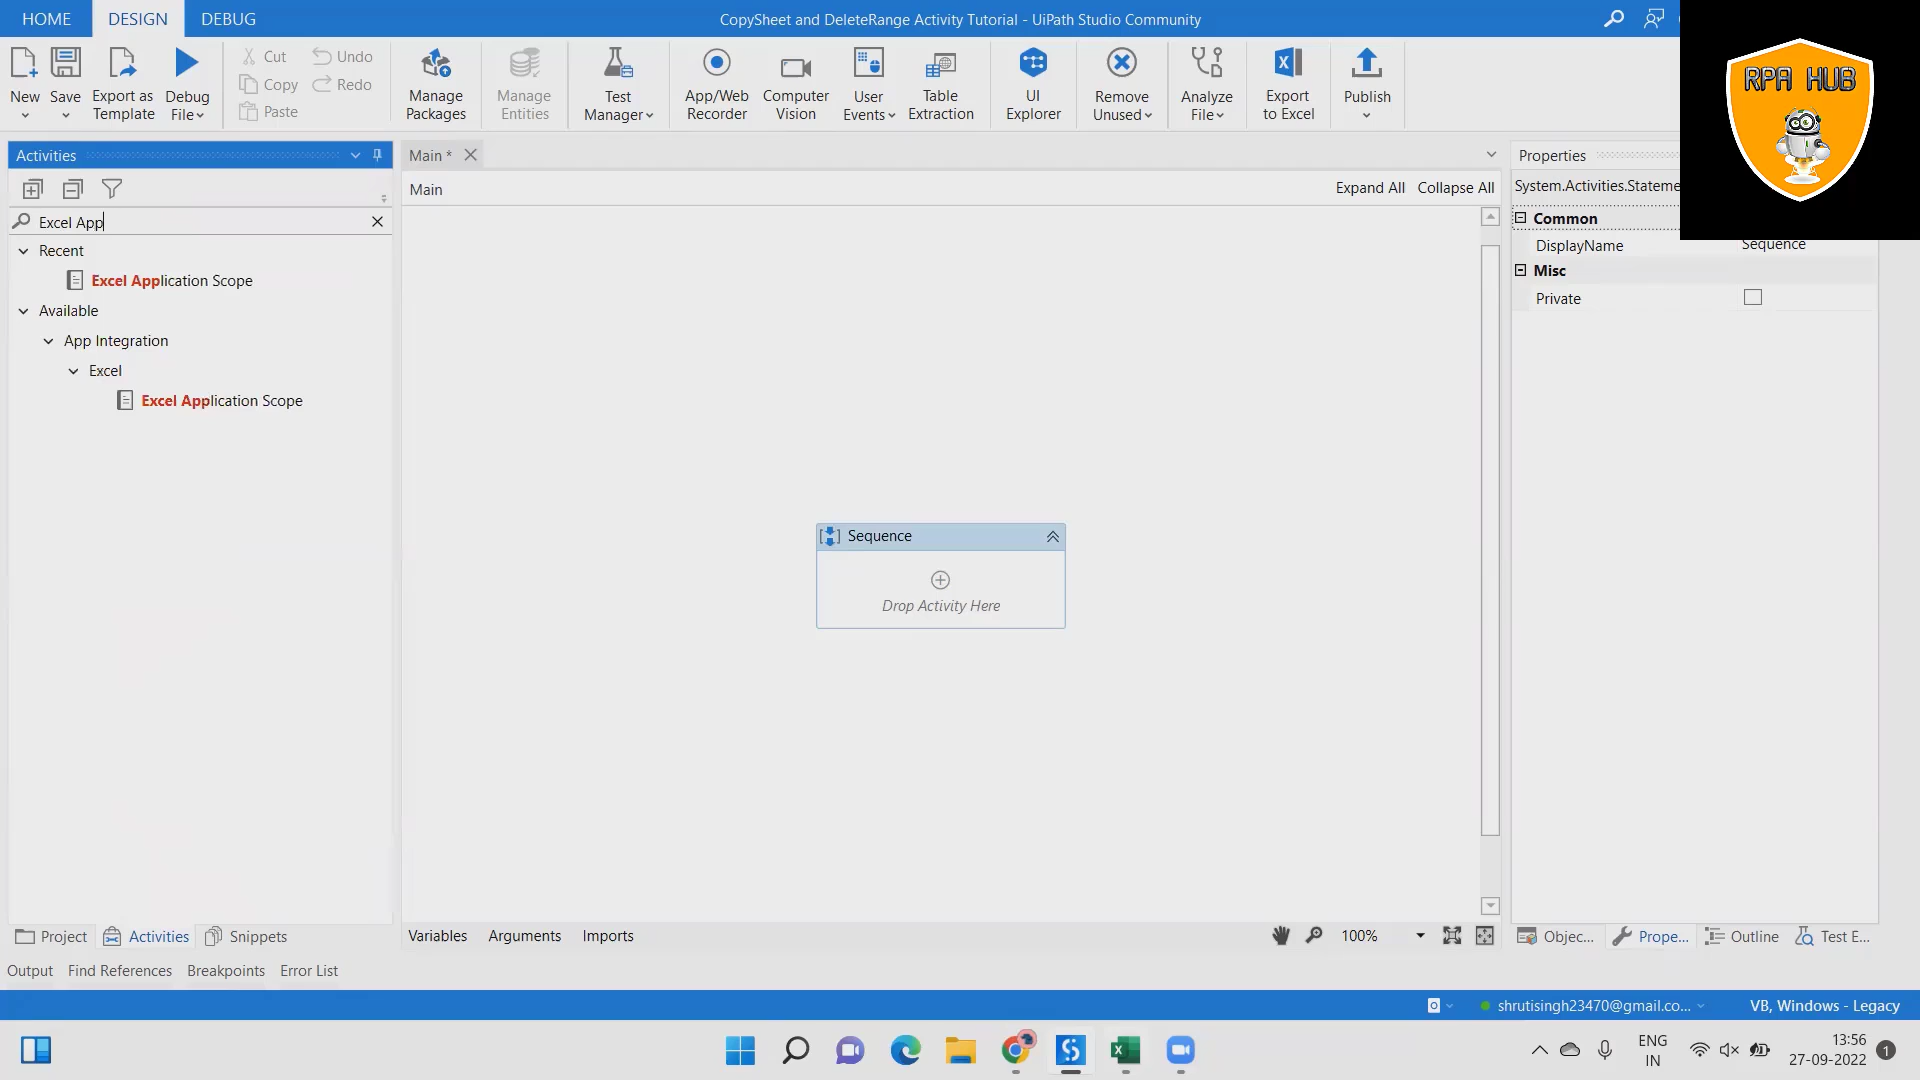 HOME DESIGN DEBUG CopySheet and DeleteRange Activity Tutorial - UiPath Studio Community
New Save Export as Template Debug File Cut Copy Paste Undo Redo Manage Packages Manage Entities Test Manager App/Web Recorder Computer Vision User Events Table Extraction UI Explorer Remove Unused Analyze File Export to Excel Publish
RPA HUB
Activities
Main *
Properties
Main Expand All Collapse All
System.Activities.Stateme
Excel App
Common
Recent
DisplayName Sequence
Excel Application Scope
Misc
Available
Private
App Integration
Excel
Excel Application Scope
Sequence
Drop Activity Here
Project Activities Snippets
Variables Arguments Imports 100%
Objec... Prope... Outline Test E...
Output Find References Breakpoints Error List
shrutisingh23470@gmail.co... VB, Windows - Legacy
ENG
IN
13:56
27-09-2022
1